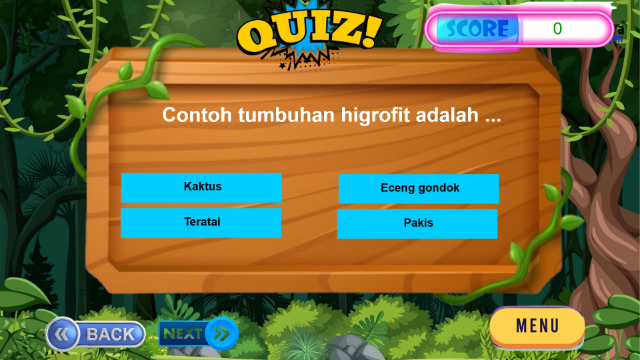 QUIZ!
SCORE 0
Contoh tumbuhan higrofit adalah ...
Kaktus
Eceng gondok
Teratai
Pakis
BACK
NEXT
MENU